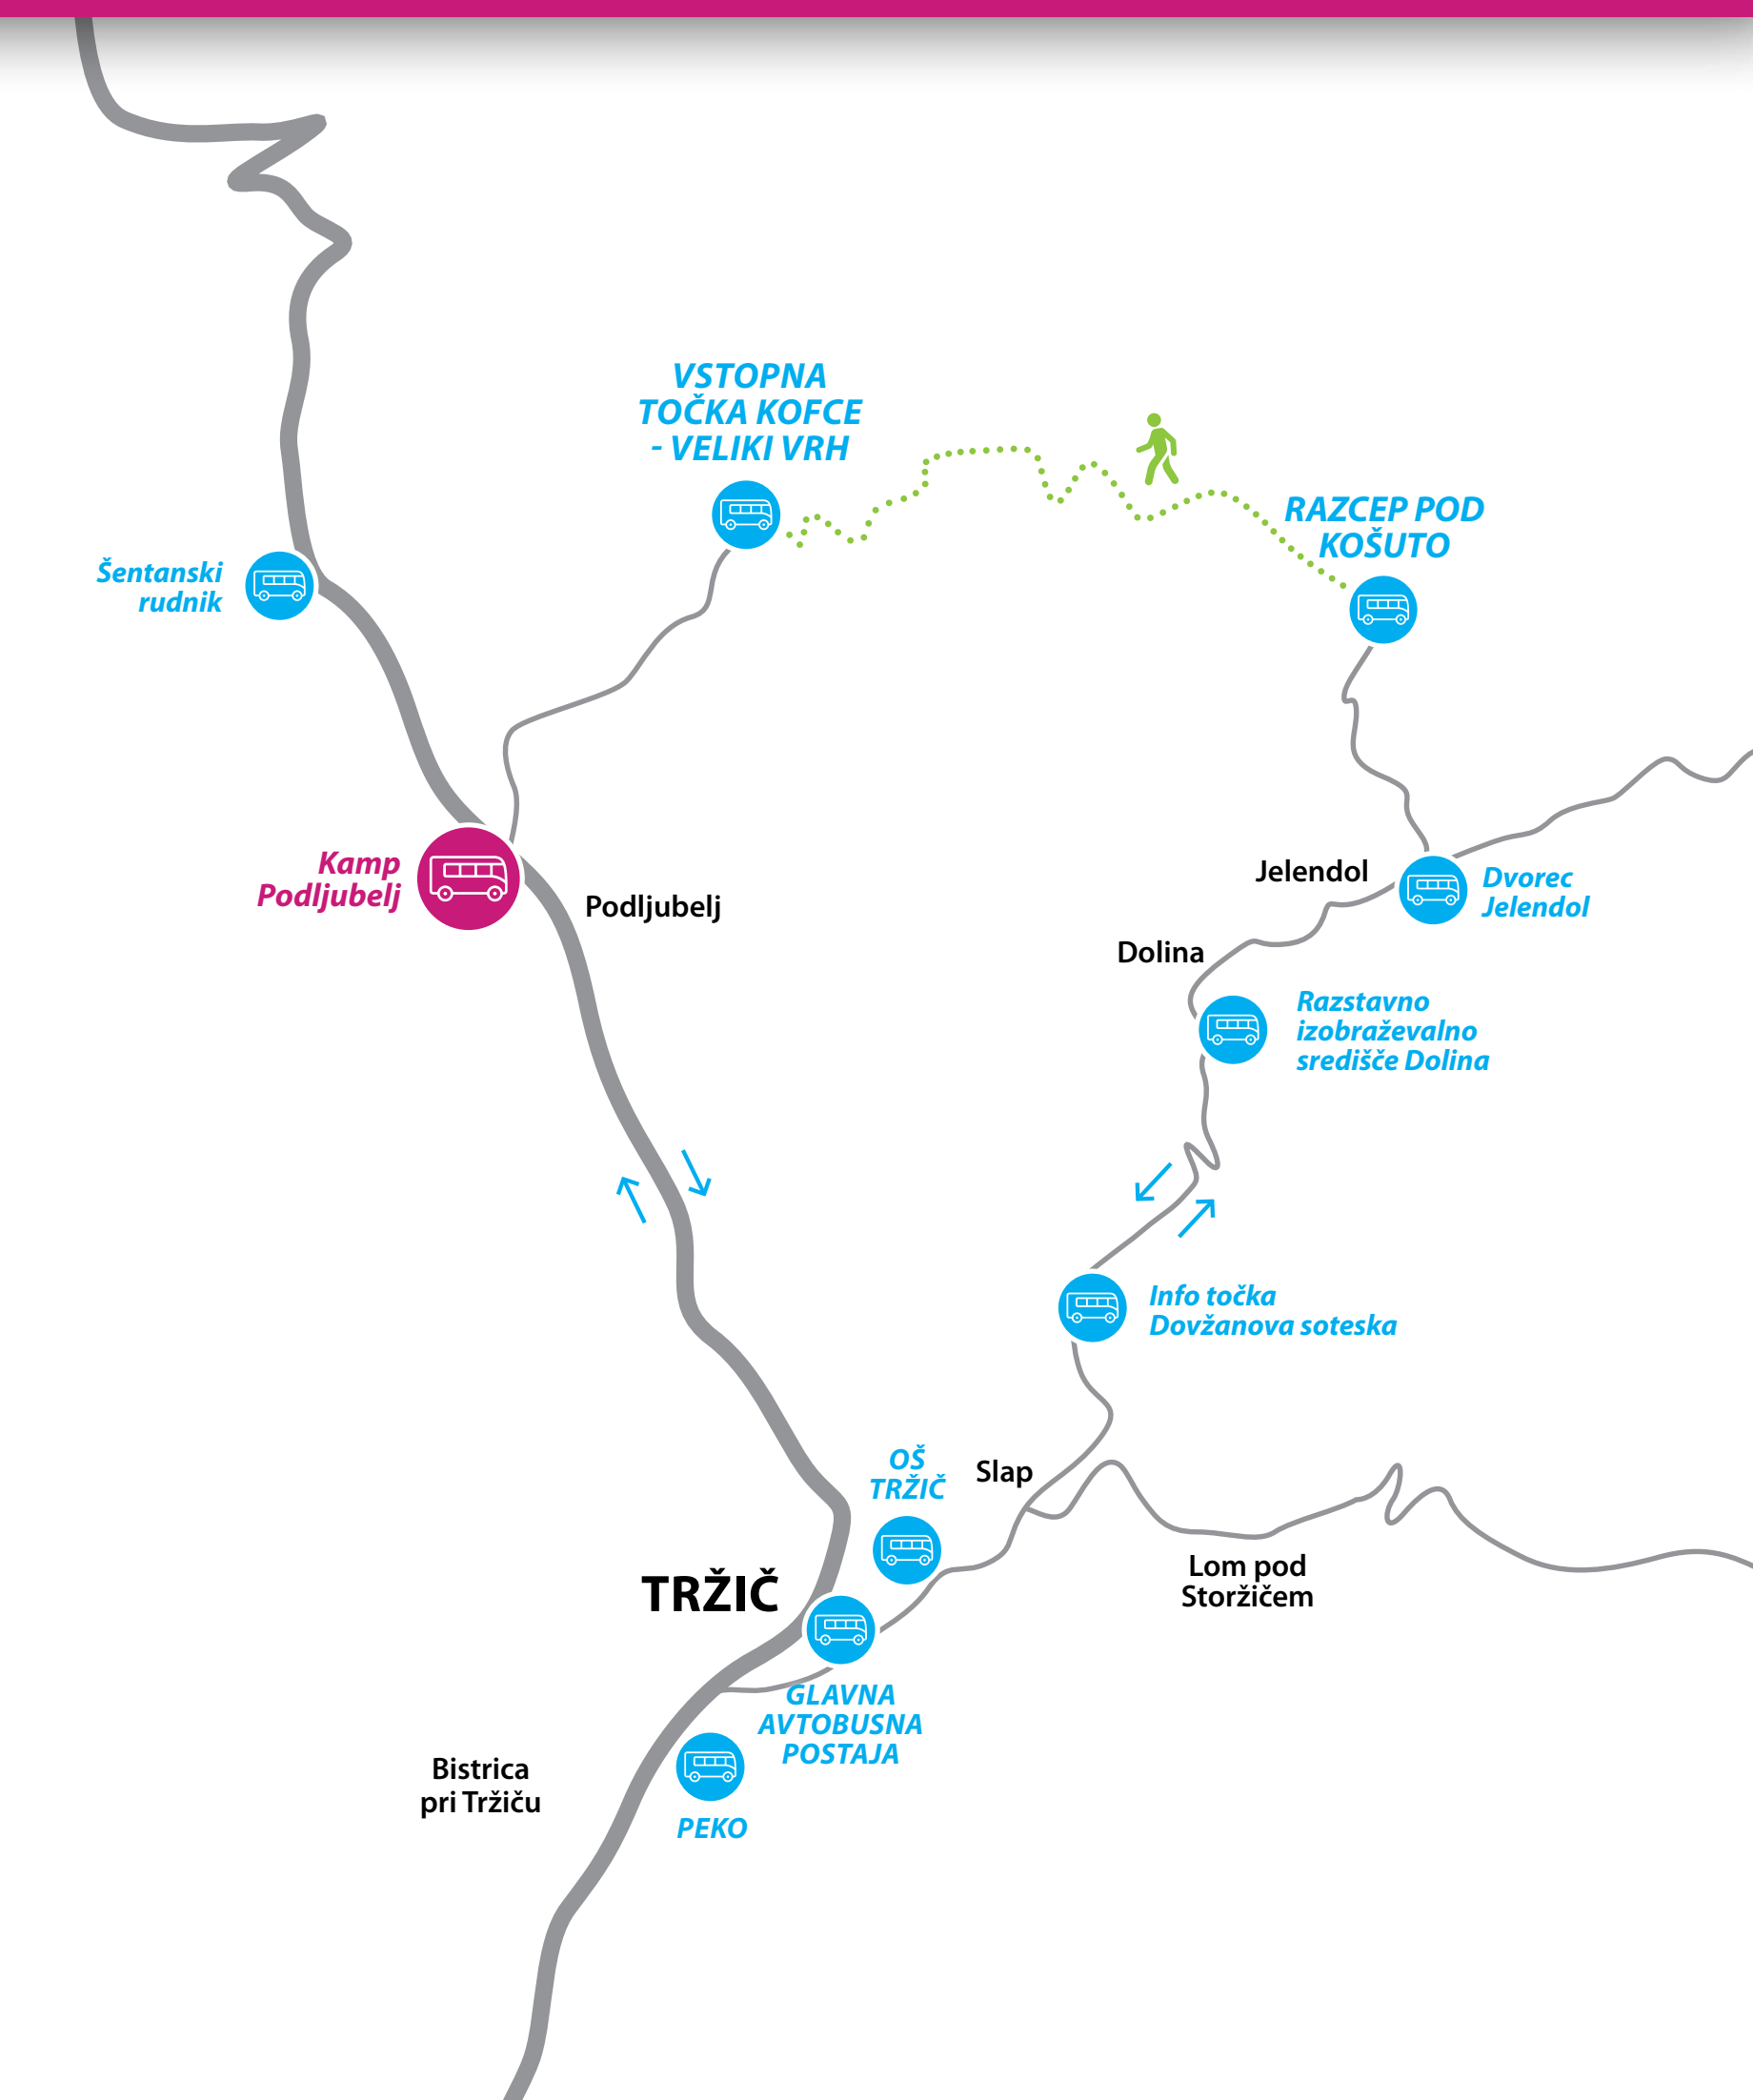 VSTOPNA
TOČKA KOFCE
- VELIKI VRH
RAZCEP POD
KOŠUTO
Šentanski
rudnik
Kamp
Podljubelj
Podljubelj
Jelendol
Dvorec
Jelendol
Dolina
Razstavno
izobraževalno
središče Dolina
Info točka
Dovžanova soteska
OŠ
TRŽIČ
Slap
Lom pod
Storžičem
TRŽIČ
GLAVNA
AVTOBUSNA
POSTAJA
Bistrica
pri Tržiču
PEKO